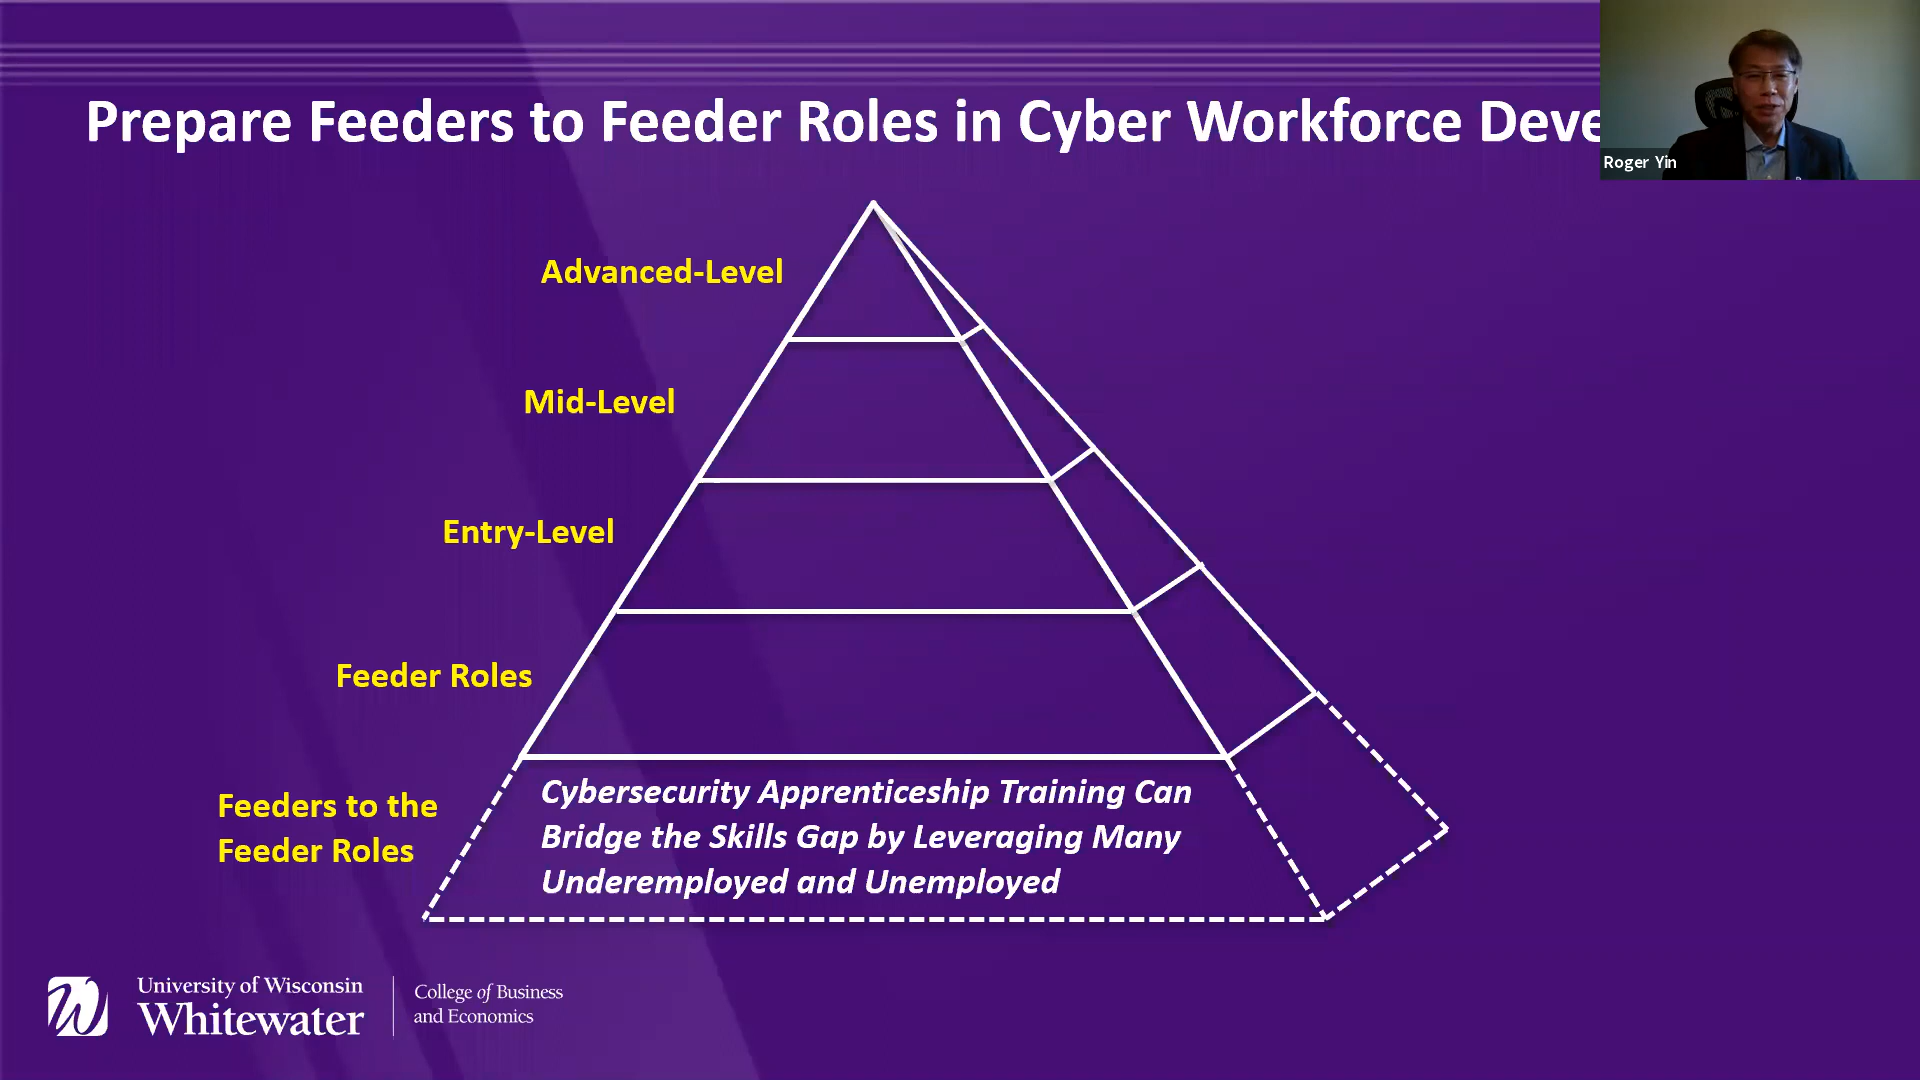 Prepare Feeders to Feeder Roles in Cyber Workforce Deve
Roger Yin
Advanced-Level
Mid-Level
Entry-Level
Feeder Roles
Feeders to the
Feeder Roles
Cybersecurity Apprenticeship Training Can
Bridge the Skills Gap by Leveraging Many
Underemployed and Unemployed
University of Wisconsin
Whitewater
College of Business
and Economics